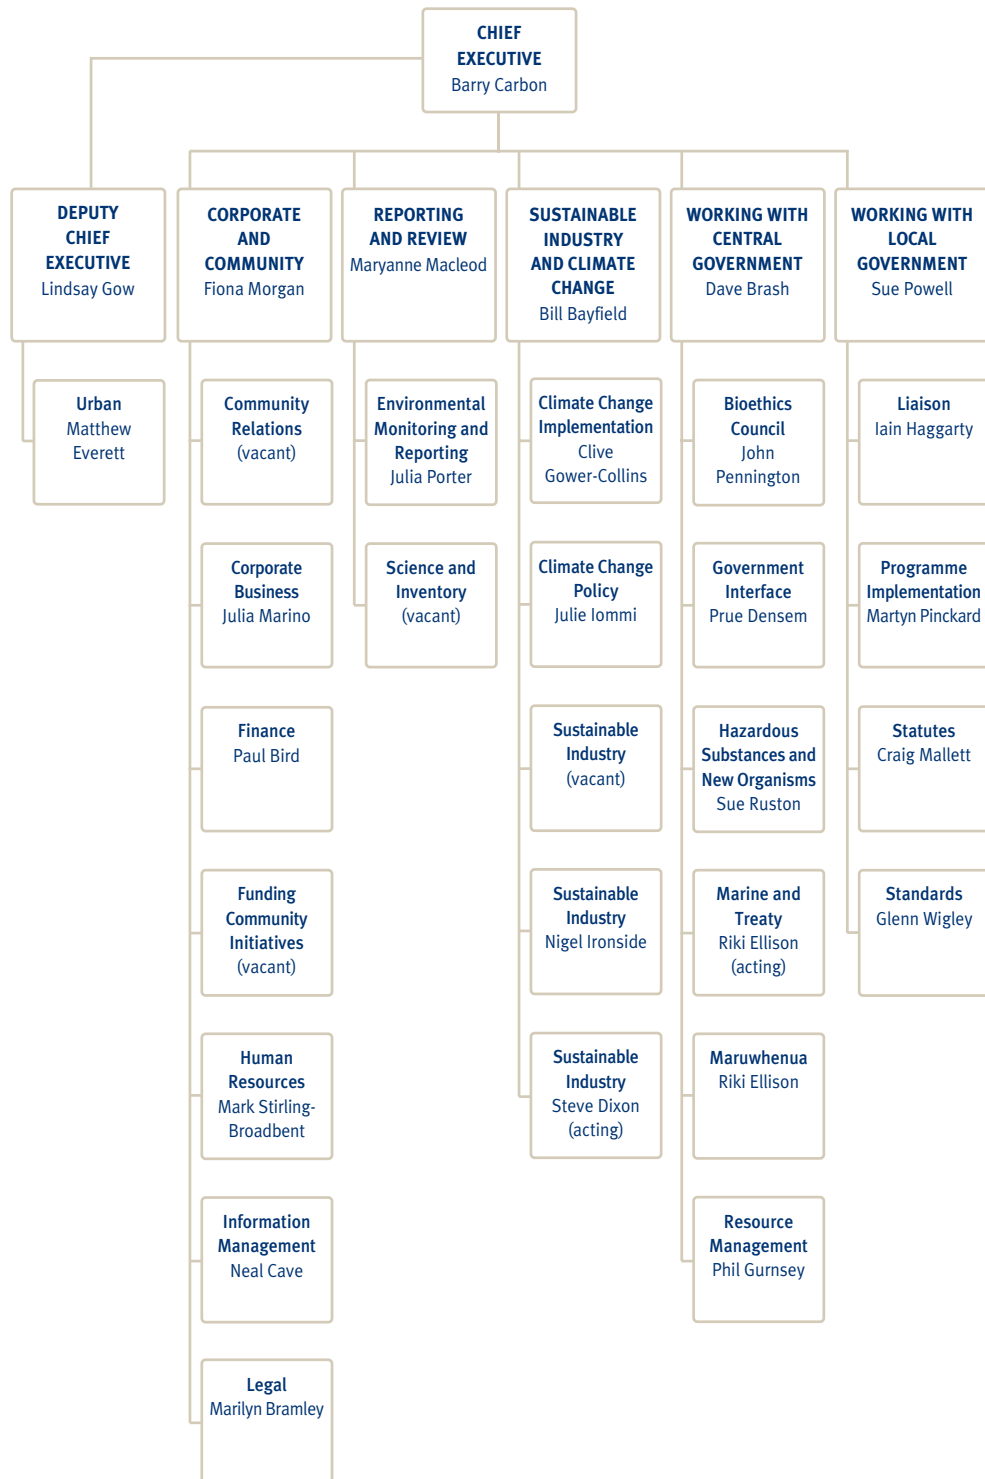 CHIEF
EXECUTIVE
Barry Carbon
DEPUTY
CHIEF
EXECUTIVE
Lindsay Gow
Urban
Matthew
Everett
CORPORATE
AND
COMMUNITY
Fiona Morgan
Community
Relations
(vacant)
Corporate
Business
Julia Marino
Finance
Paul Bird
Funding
Community
Initiatives
(vacant)
Human
Resources
Mark Stirling-
Broadbent
Information
Management
Neal Cave
Legal
Marilyn Bramley
REPORTING
AND REVIEW
Maryanne Macleod
Environmental
Monitoring and
Reporting
Julia Porter
Science and
Inventory
(vacant)
SUSTAINABLE
INDUSTRY
AND CLIMATE
CHANGE
Bill Bayfield
Climate Change
Implementation
Clive
Gower-Collins
Climate Change
Policy
Julie Iommi
Sustainable
Industry
(vacant)
Sustainable
Industry
Nigel Ironside
Sustainable
Industry
Steve Dixon
(acting)
WORKING WITH
CENTRAL
GOVERNMENT
Dave Brash
Bioethics
Council
John
Pennington
Government
Interface
Prue Densem
Hazardous
Substances and
New Organisms
Sue Ruston
Marine and
Treaty
Riki Ellison
(acting)
Maruwhenua
Riki Ellison
Resource
Management
Phil Gurnsey
WORKING WITH
LOCAL
GOVERNMENT
Sue Powell
Liaison
Iain Haggarty
Programme
Implementation
Martyn Pinckard
Statutes
Craig Mallett
Standards
Glenn Wigley